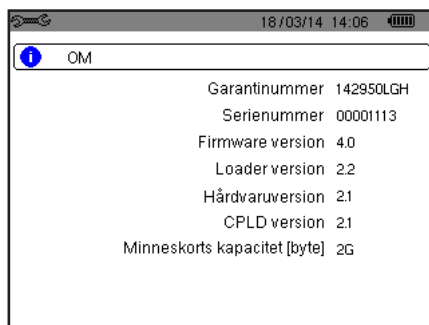 18/03/14 14:06
OM
Garantinummer 142950LGH
Serienummer 00001113
Firmware version 4.0
Loader version 2.2
Hårdvaruversion 2.1
CPLD version 2.1
Minneskorts kapacitet [byte] 2G